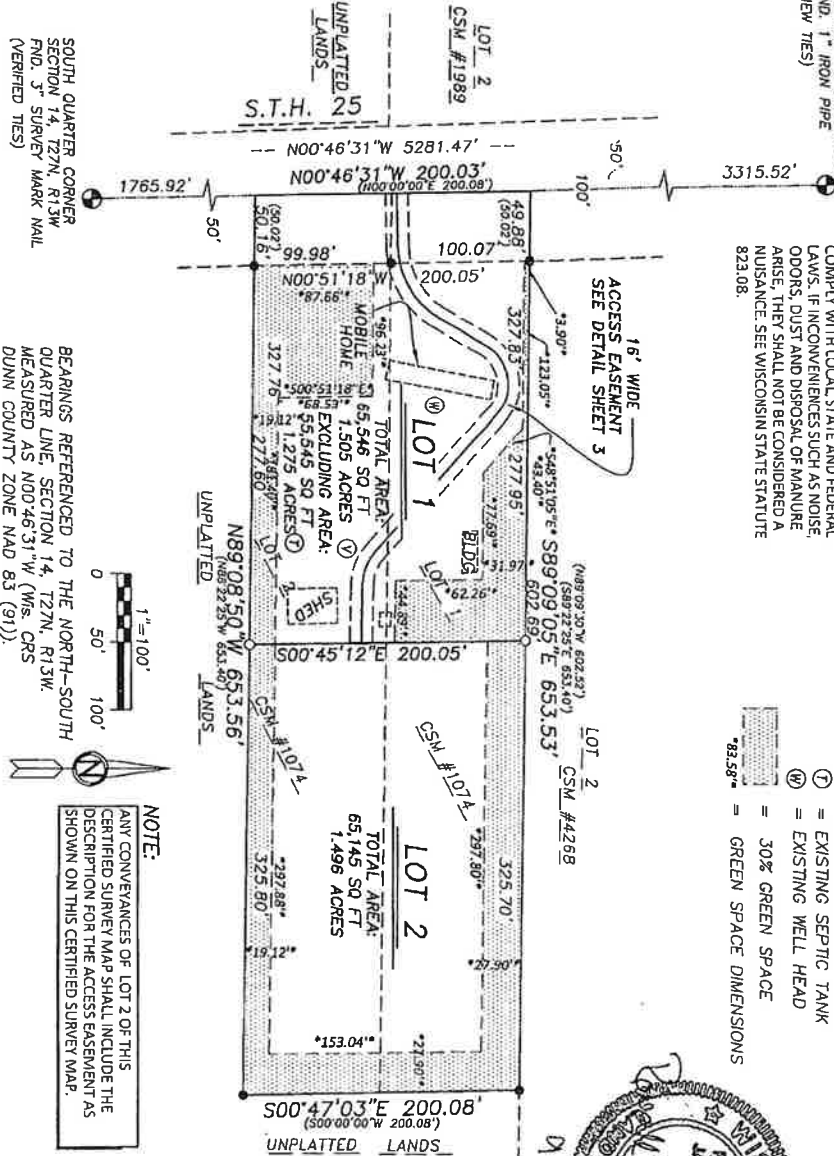 ND. 1" IRON PIPE
NEW TIES)
COMPLY WITH LOCAL, STATE AND FEDERAL
LAWS. IF INCONVENIENCES SUCH AS NOISE,
ODORS, DUST AND DISPOSAL OF MANURE
ARISE, THEY SHALL NOT BE CONSIDERED A
NUISANCE. SEE WISCONSIN STATE STATUTE
823.08.
Ⓣ = EXISTING SEPTIC TANK
Ⓦ = EXISTING WELL HEAD
= 30% GREEN SPACE
*83.58'* = GREEN SPACE DIMENSIONS
LOT 2
CSM #1989
UNPLATTED
LANDS
S.T.H. 25
N00°46'31"W 5281.47'
3315.52'
1765.92'
N00°46'31"W 200.03'
(N00°00'00"E 200.08')
50'
100'
50'
49.88'
(50.02')
(50.02')
50.16'
99.98'
100.07'
N00°51'18"W
200.05'
16' WIDE
ACCESS EASEMENT
SEE DETAIL SHEET 3
*3.90'*
*123.05'*
327.83'
277.95'
*S48°51'05"E*
*43.40'*
(N89°09'30"W 602.52')
(S89°22'25"E 653.40')
S89°09'05"E 653.53'
602.69'
LOT 2
CSM #4268
*87.66'*
*96.23'*
MOBILE
HOME
*S00°51'18"E*
*68.53'*
327.76'
*19.12'*
277.60'
Ⓦ
LOT 1
TOTAL AREA:
65,546 SQ FT
1.505 ACRES
EXCLUDING AREA:
55,545 SQ FT
1.275 ACRES
Ⓣ
Ⓥ
*77.69'*
BLDG
*31.97'*
LOT 1
*62.26'*
*44.89'*
LOT 2
SHED
S00°45'12"E 200.05'
UNPLATTED
LANDS
N89°08'50"W 653.56'
(N88°22'25"W 653.40')
CSM #1074
CSM #1074
*297.80'*
325.70'
LOT 2
TOTAL AREA:
65,145 SQ FT
1.496 ACRES
*297.88'*
325.80'
*19.12'*
*27.90'*
*153.04'*
*27.90'*
S00°47'03"E 200.08'
(S00°00'00"W 200.08')
UNPLATTED LANDS
SOUTH QUARTER CORNER
SECTION 14, T27N, R13W
FND. 3" SURVEY MARK NAIL
(VERIFIED TIES)
BEARINGS REFERENCED TO THE NORTH-SOUTH
QUARTER LINE, SECTION 14, T27N, R13W.
MEASURED AS N00°46'31"W (Wis. CRS
DUNN COUNTY ZONE NAD 83 (91)).
1"=100'
0 50' 100'
N
NOTE:
ANY CONVEYANCES OF LOT 2 OF THIS
CERTIFIED SURVEY MAP SHALL INCLUDE THE
DESCRIPTION FOR THE ACCESS EASEMENT AS
SHOWN ON THIS CERTIFIED SURVEY MAP.